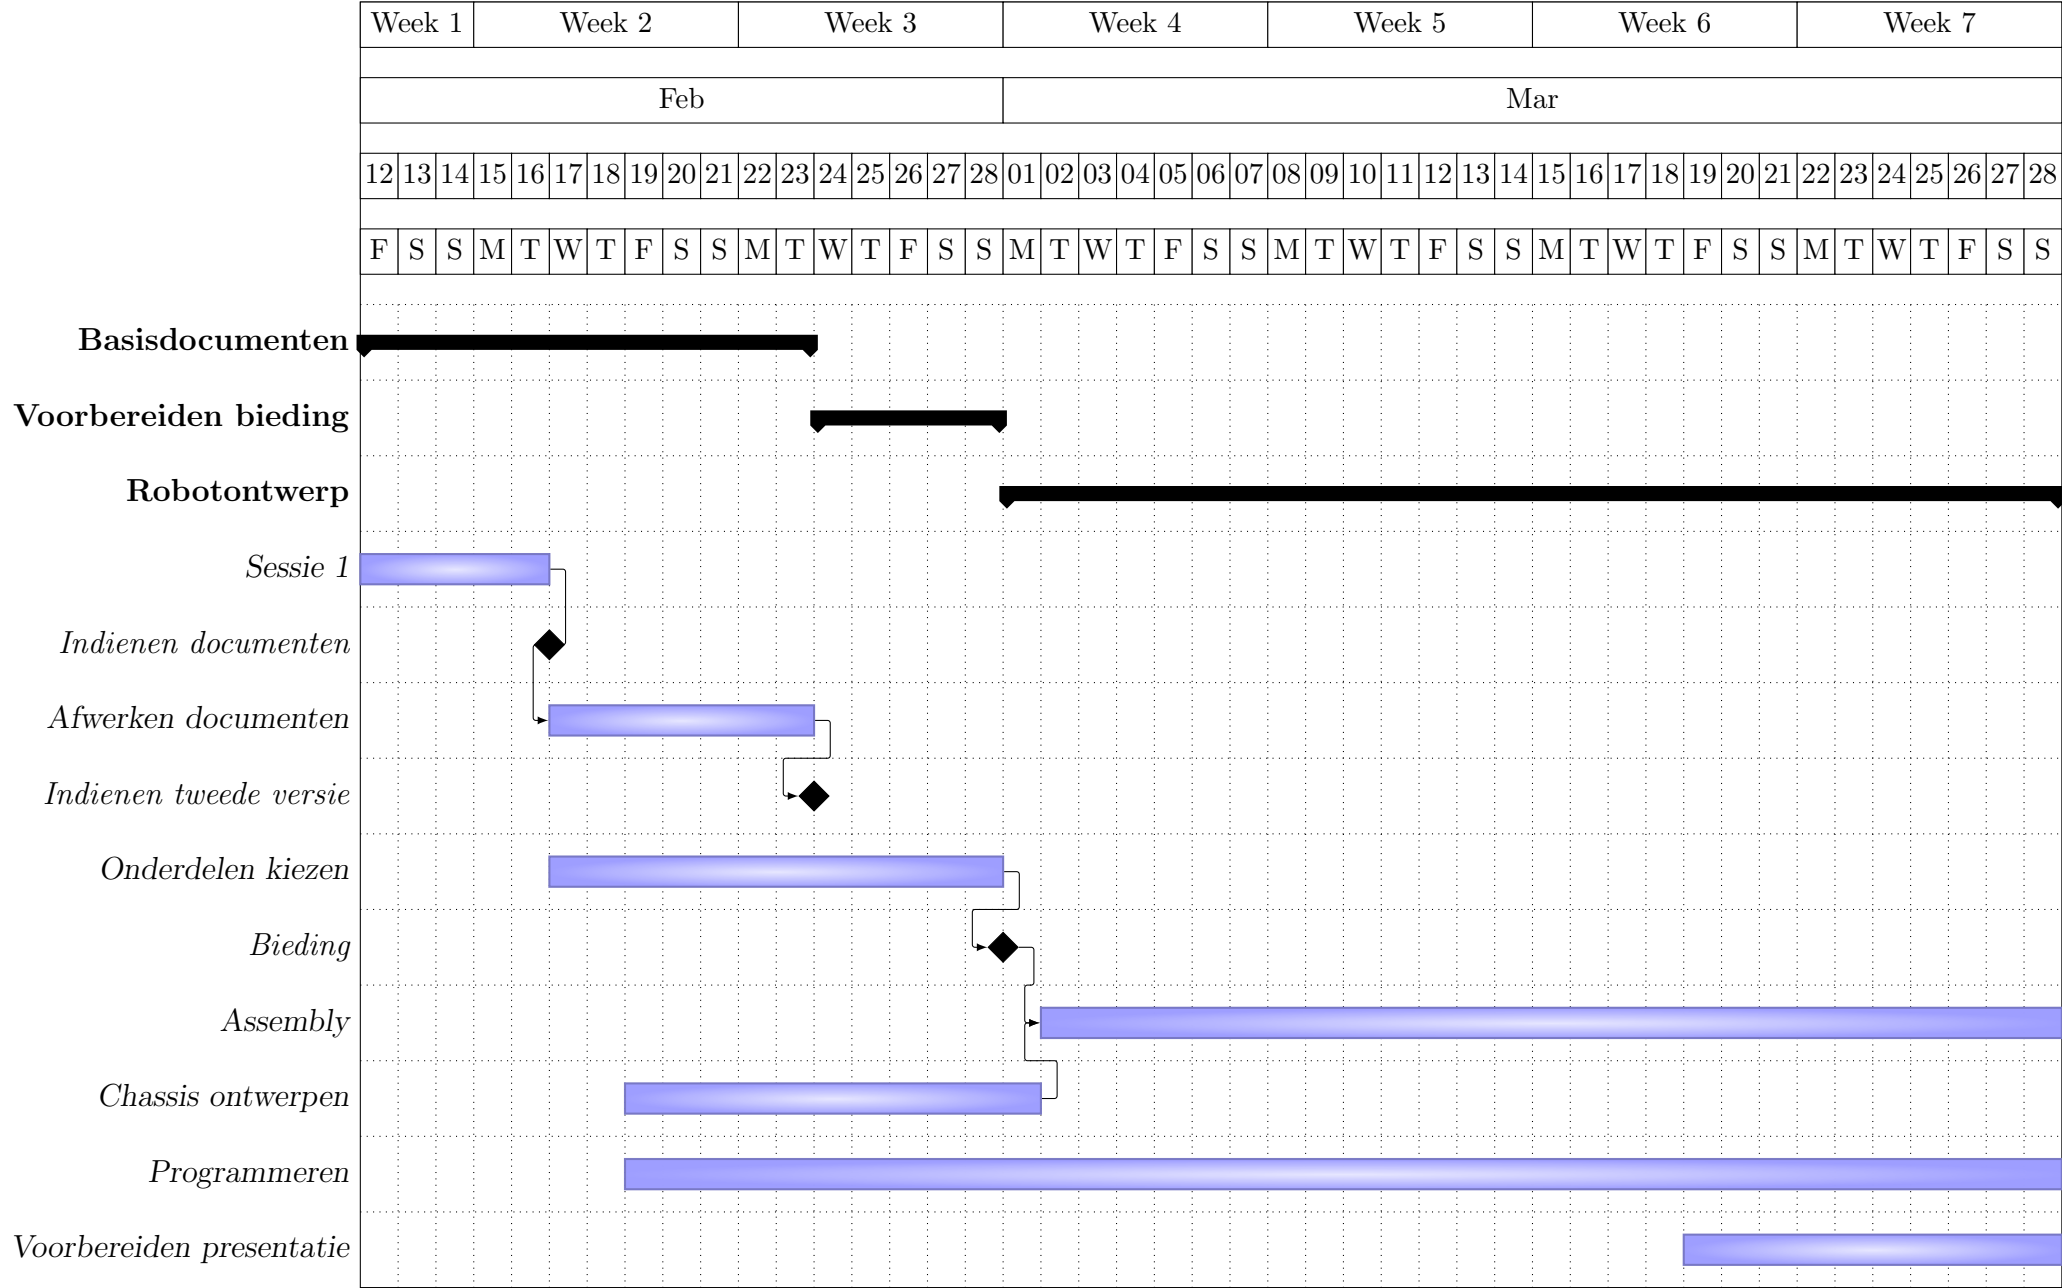 Week 1 Week 2 Week 3 Week 4 Week 5 Week 6 Week 7
Feb Mar
12 13 14 15 16 17 18 19 20 21 22 23 24 25 26 27 28 01 02 03 04 05 06 07 08 09 10 11 12 13 14 15 16 17 18 19 20 21 22 23 24 25 26 27 28
F S S M T W T F S S M T W T F S S M T W T F S S M T W T F S S M T W T F S S M T W T F S S
Basisdocumenten
Voorbereiden bieding
Robotontwerp
Sessie 1
Indienen documenten
Afwerken documenten
Indienen tweede versie
Onderdelen kiezen
Bieding
Assembly
Chassis ontwerpen
Programmeren
Voorbereiden presentatie